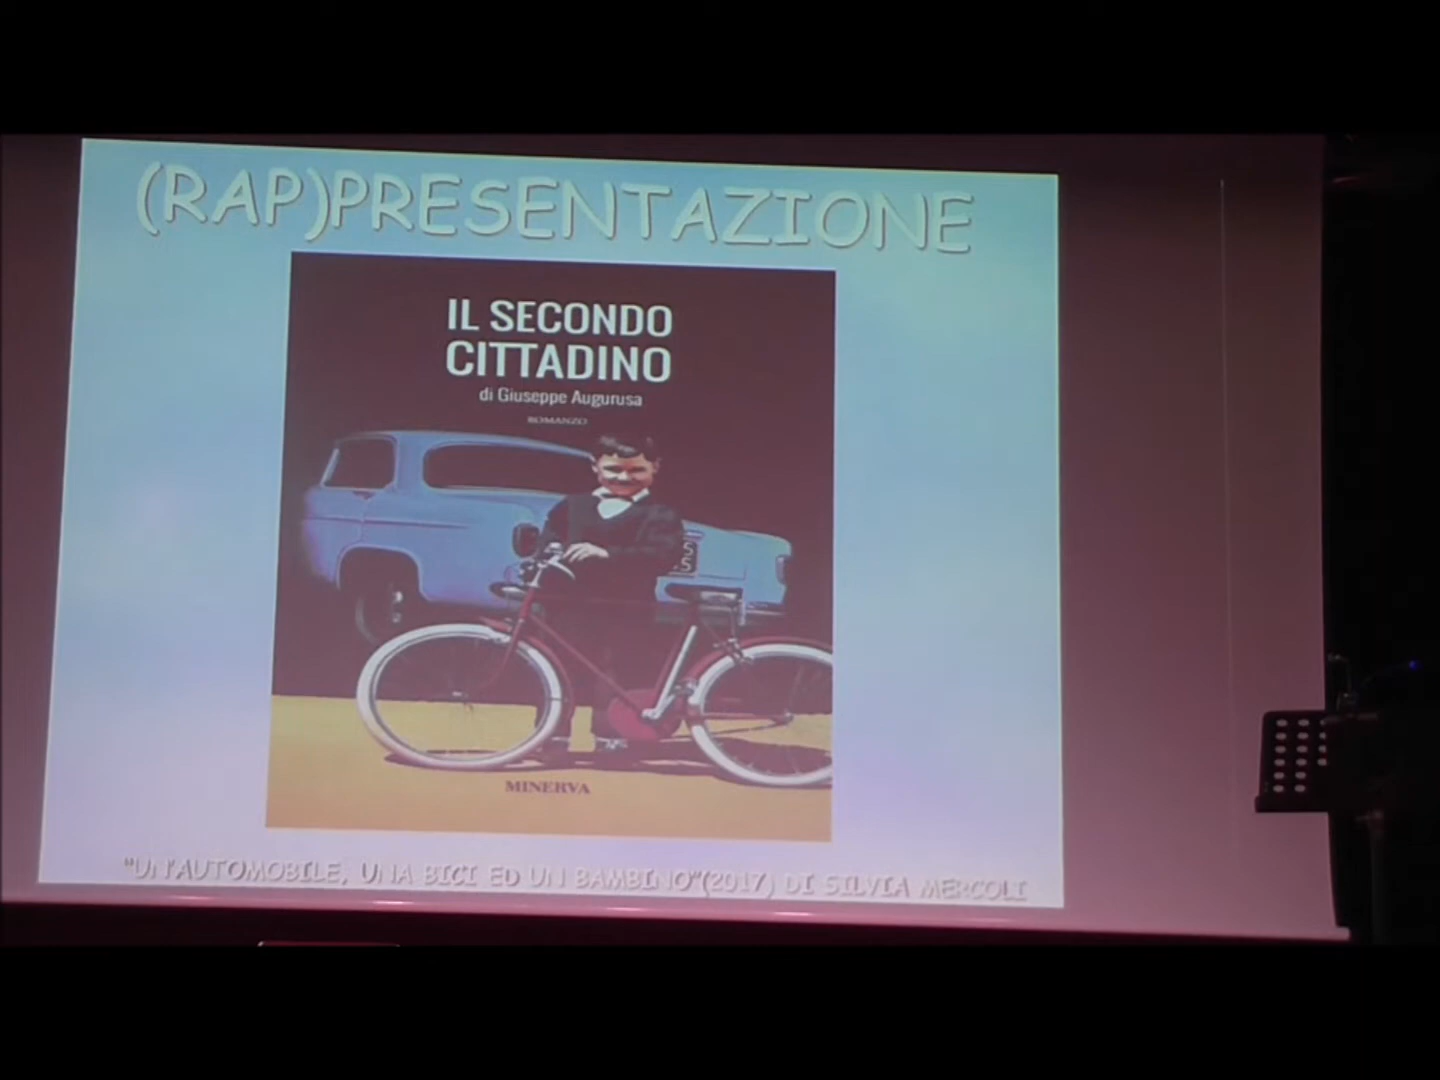 (RAP)PRESENTAZIONE
IL SECONDO
CITTADINO
di Giuseppe Augurusa
ROMANZO
MINERVA
"UN'AUTOMOBILE, UNA BICI ED UN BAMBINO"(2017) DI SILVIA MERCOLI